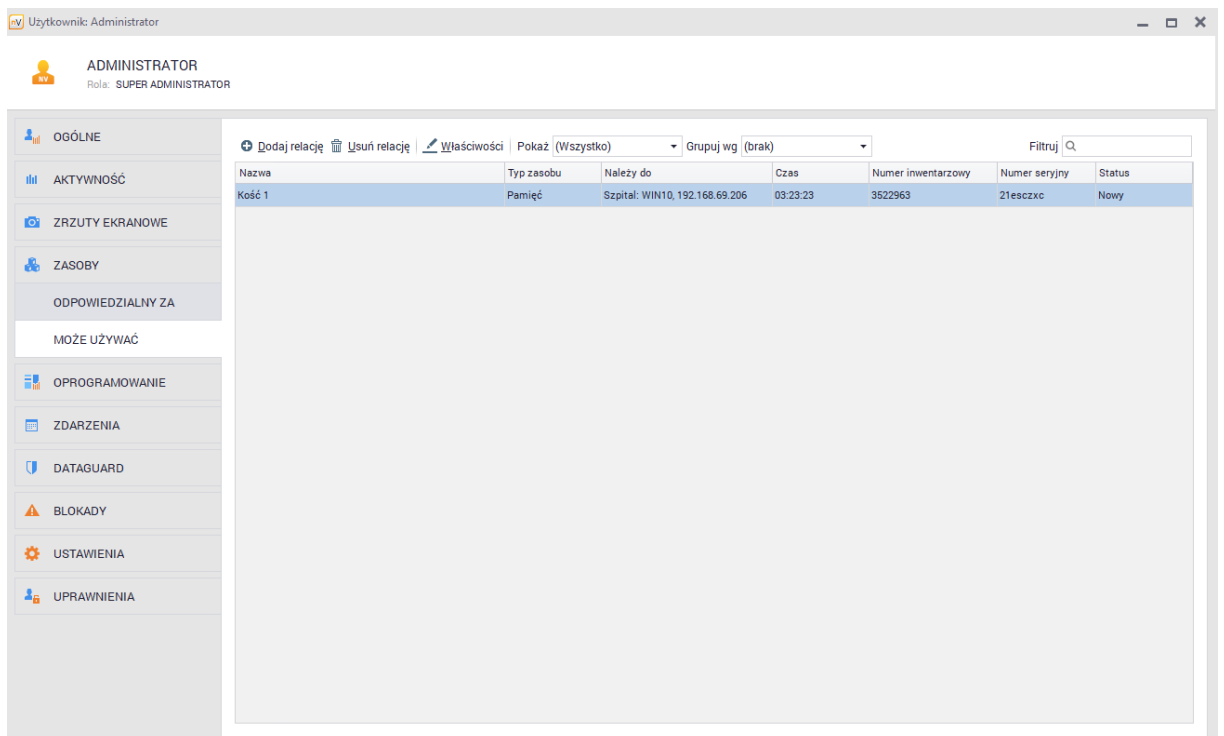 nV Użytkownik: Administrator
ADMINISTRATOR
NV
Rola: SUPER ADMINISTRATOR
OGÓLNE
AKTYWNOŚĆ
ZRZUTY EKRANOWE
ZASOBY
ODPOWIEDZIALNY ZA
MOŻE UŻYWAĆ
OPROGRAMOWANIE
ZDARZENIA
DATAGUARD
BLOKADY
USTAWIENIA
UPRAWNIENIA
Dodaj relację Usuń relację Właściwości Pokaż (Wszystko) Grupuj wg (brak) Filtruj
Nazwa Typ zasobu Należy do Czas Numer inwentarzowy Numer seryjny Status
Kość 1 Pamięć Szpital: WIN10, 192.168.69.206 03:23:23 3522963 21esczxc Nowy